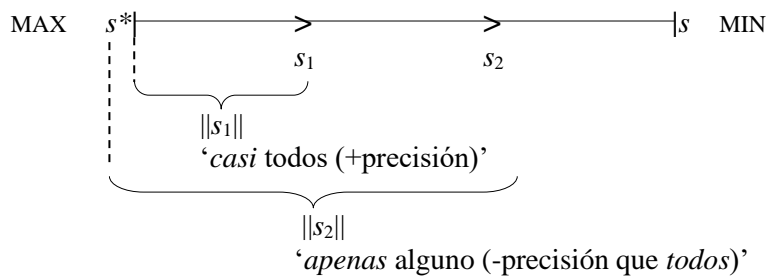 MAX s* > > s MIN
s₁ s₂
||s₁||
‘casi todos (+precisión)’
||s₂||
‘apenas alguno (-precisión que todos)’